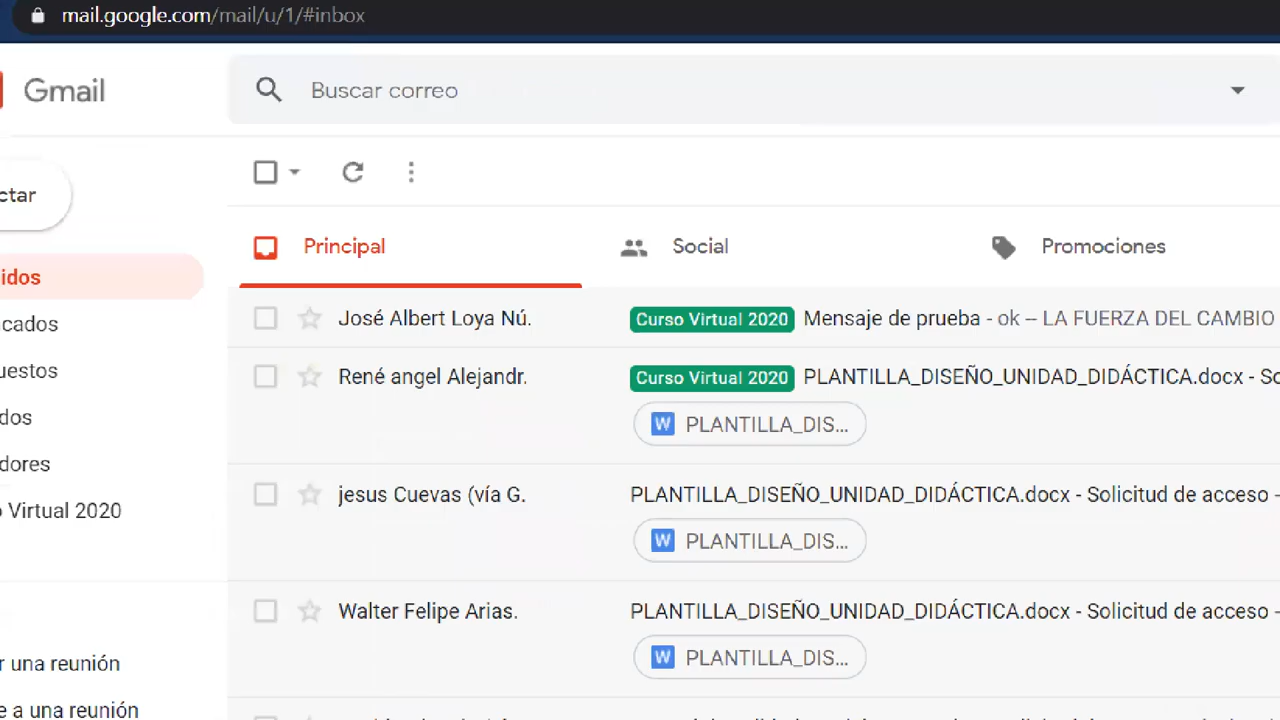 mail.google.com/mail/u/1/#inbox
Gmail
Buscar correo
ctar
Principal
Social
Promociones
idos
José Albert Loya Nú.
Curso Virtual 2020
Mensaje de prueba - ok -- LA FUERZA DEL CAMBIO
cados
René angel Alejandr.
Curso Virtual 2020
PLANTILLA_DISEÑO_UNIDAD_DIDÁCTICA.docx - So
uestos
W PLANTILLA_DIS...
dos
dores
jesus Cuevas (vía G.
PLANTILLA_DISEÑO_UNIDAD_DIDÁCTICA.docx - Solicitud de acceso -
o Virtual 2020
W PLANTILLA_DIS...
Walter Felipe Arias.
PLANTILLA_DISEÑO_UNIDAD_DIDÁCTICA.docx - Solicitud de acceso -
W PLANTILLA_DIS...
r una reunión
e a una reunión